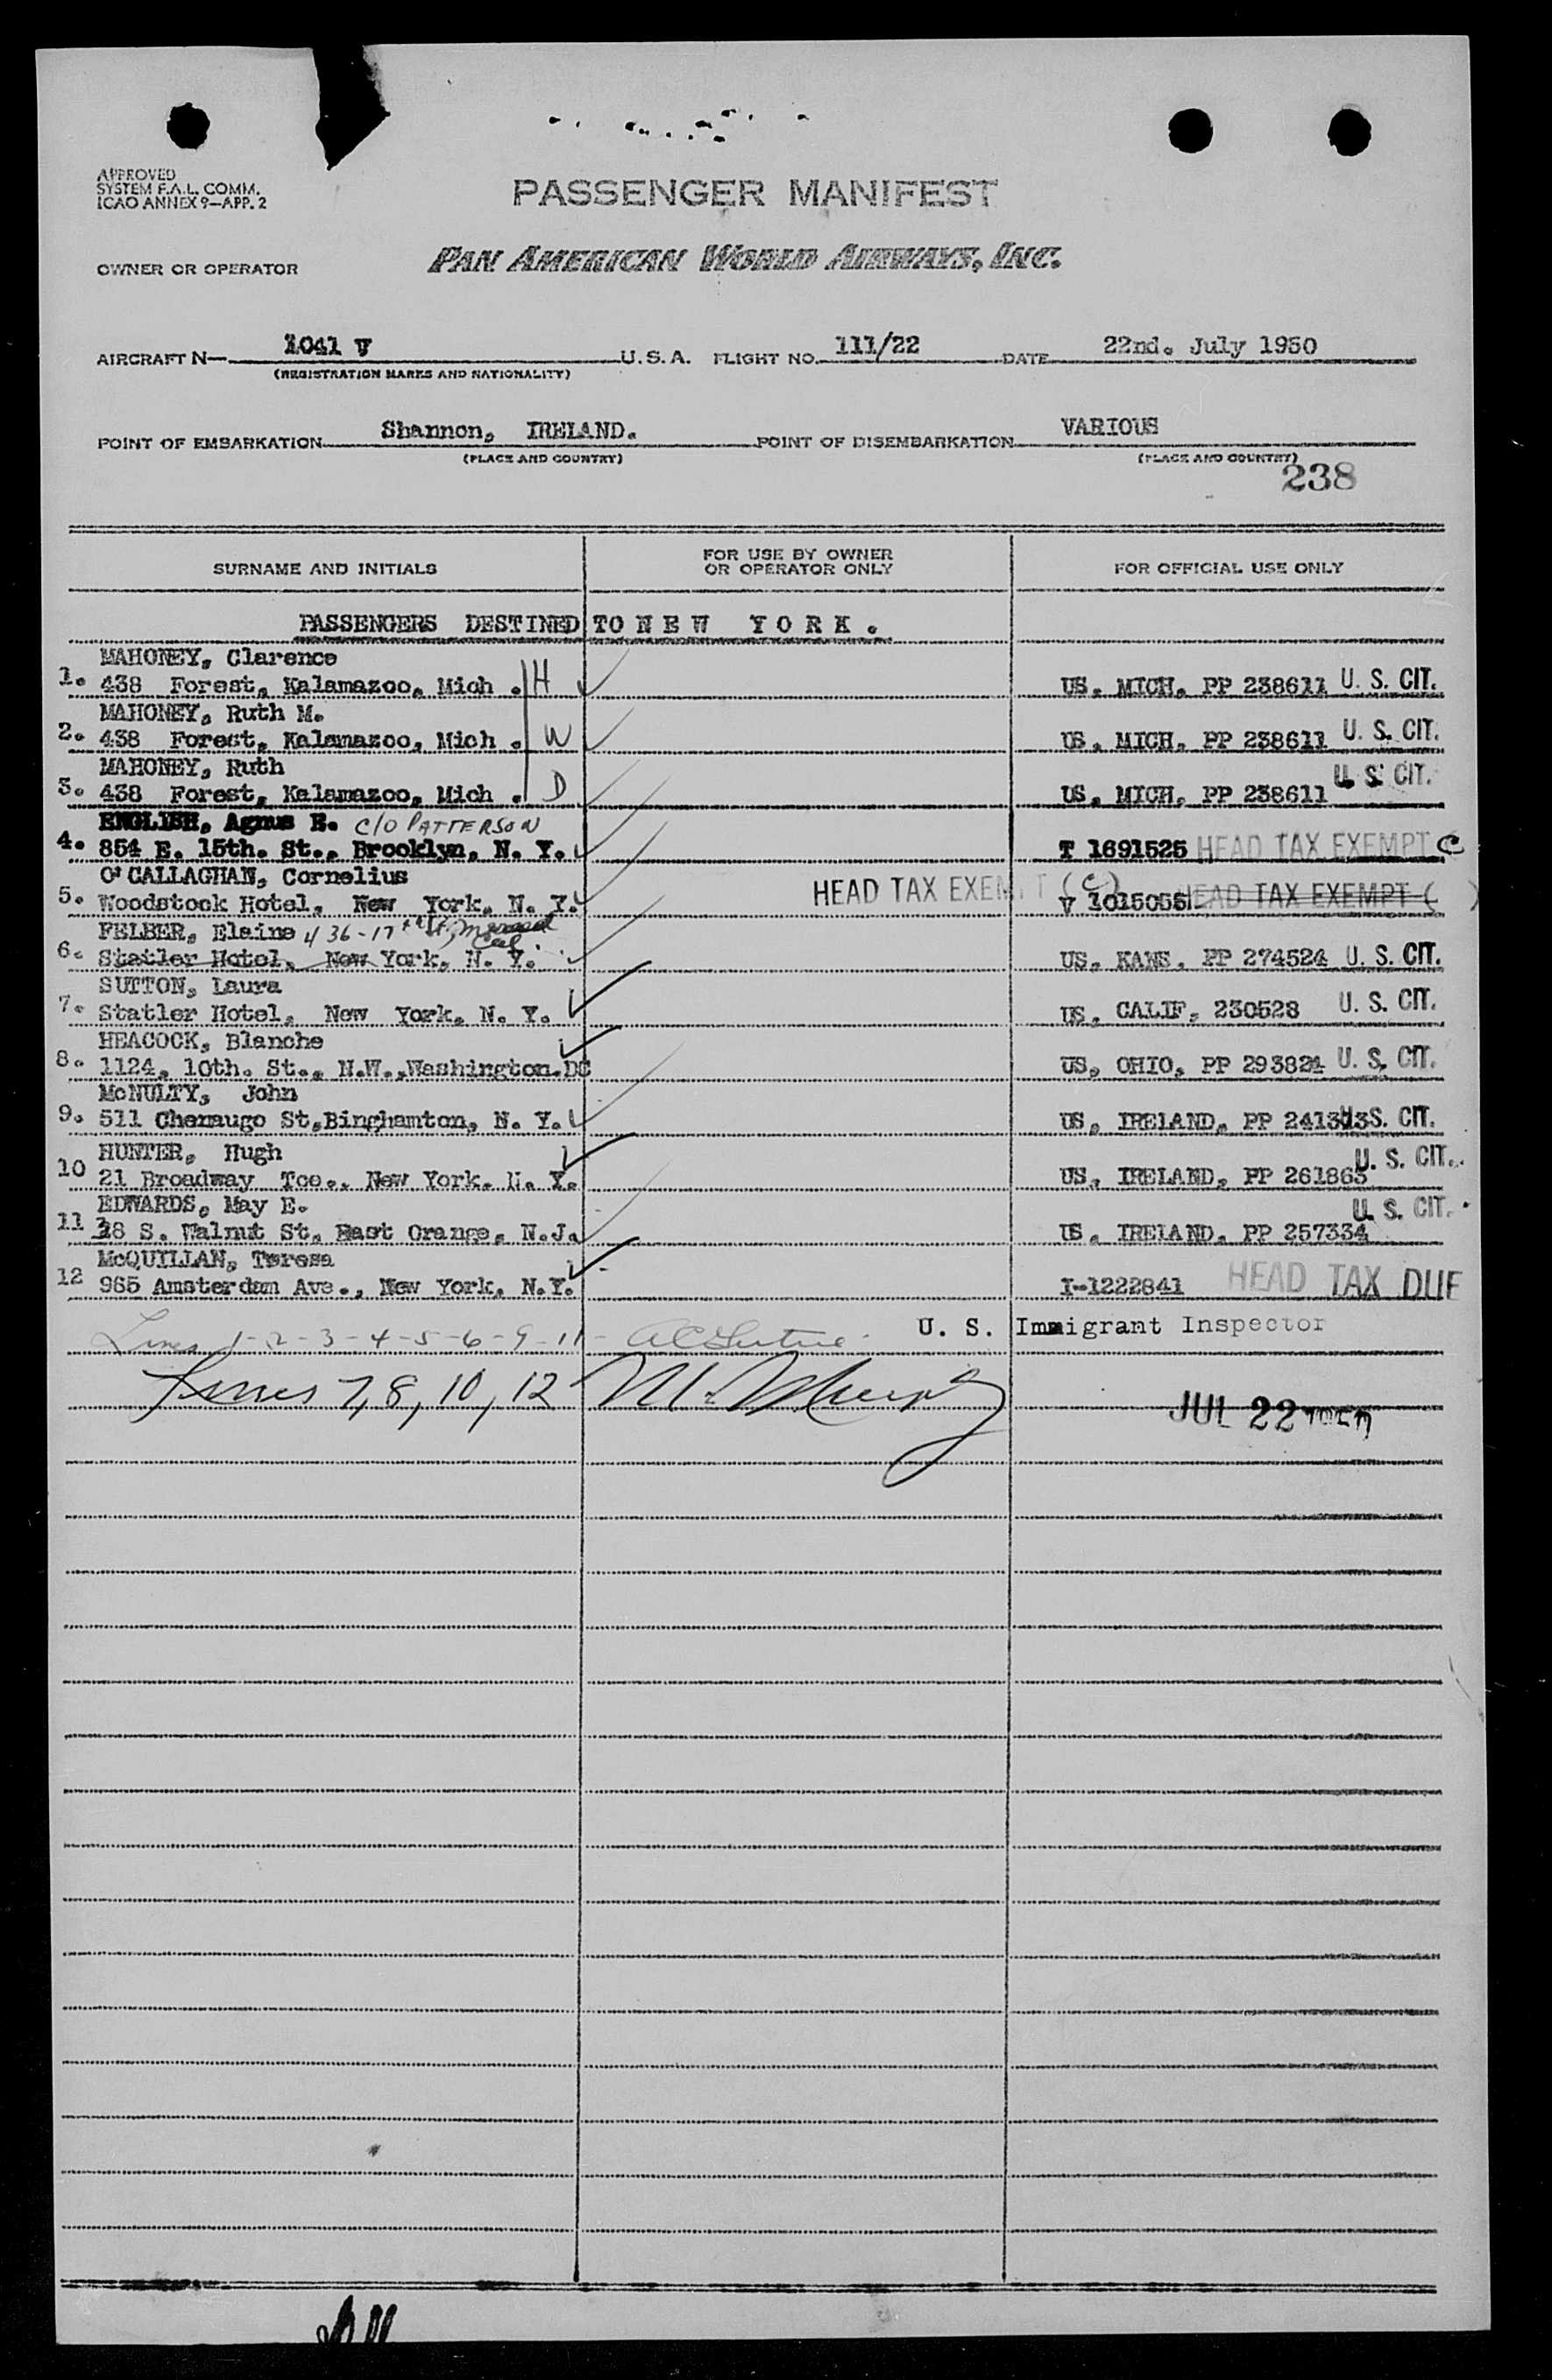 APPROVED
SYSTEM F.A.L. COMM.
ICAO ANNEX 9—APP. 2
PASSENGER MANIFEST
OWNER OR OPERATOR PAN AMERICAN WORLD AIRWAYS, INC.
AIRCRAFT N— 1041 V U. S. A. FLIGHT NO. 111/22 DATE 22nd. July 1950
(REGISTRATION MARKS AND NATIONALITY)
POINT OF EMBARKATION Shannon, IRELAND. POINT OF DISEMBARKATION VARIOUS
(PLACE AND COUNTRY) (PLACE AND COUNTRY)
238
SURNAME AND INITIALS FOR USE BY OWNER OR OPERATOR ONLY FOR OFFICIAL USE ONLY
PASSENGERS DESTINED TO N E W Y O R K .
MAHONEY, Clarence
1. 438 Forest, Kalamazoo, Mich . H US. MICH. PP 238611 U. S. CIT.
MAHONEY, Ruth M.
2. 438 Forest, Kalamazoo, Mich . W US. MICH. PP 238611 U. S. CIT.
MAHONEY, Ruth
3. 438 Forest, Kalamazoo, Mich . D US. MICH. PP 238611 U. S. CIT.
ENGLISH, Agnus E. C/O PATTERSON
4. 854 E. 15th. St., Brooklyn, N. Y. T 1691525 HEAD TAX EXEMPT C
O'CALLAGHAN, Cornelius
5. Woodstock Hotel, New York, N. Y. HEAD TAX EXEMPT (C) V 1015055 HEAD TAX EXEMPT ( )
FELBER, Elaine 436-17th St, Merced Cal
6. Statler Hotel, New York, N. Y. US, KANS. PP 274524 U. S. CIT.
SUTTON, Laura
7. Statler Hotel, New York, N. Y. US, CALIF, 230528 U. S. CIT.
HEACOCK, Blanche
8. 1124, 10th. St., N.W.,Washington.DC US, OHIO, PP 293824 U. S. CIT.
McNULTY, John
9. 511 Chenaugo St,Binghamton, N. Y. US, IRELAND, PP U. S. CIT.
HUNTER, Hugh
10 21 Broadway Tce., New York. N. Y. US, IRELAND, PP 261863 U. S. CIT.
EDWARDS, May E.
11 38 S. Walnut St, East Orange, N.J. US, IRELAND. PP 257334 U. S. CIT.
McQUILLAN, Teresa
12 965 Amsterdam Ave., New York, N.Y. I-1222841 HEAD TAX DUE
Lines 1-2-3-4-5-6-9-11- U. S. Immigrant Inspector
Lines 7,8,10,12 JUL 22 1950